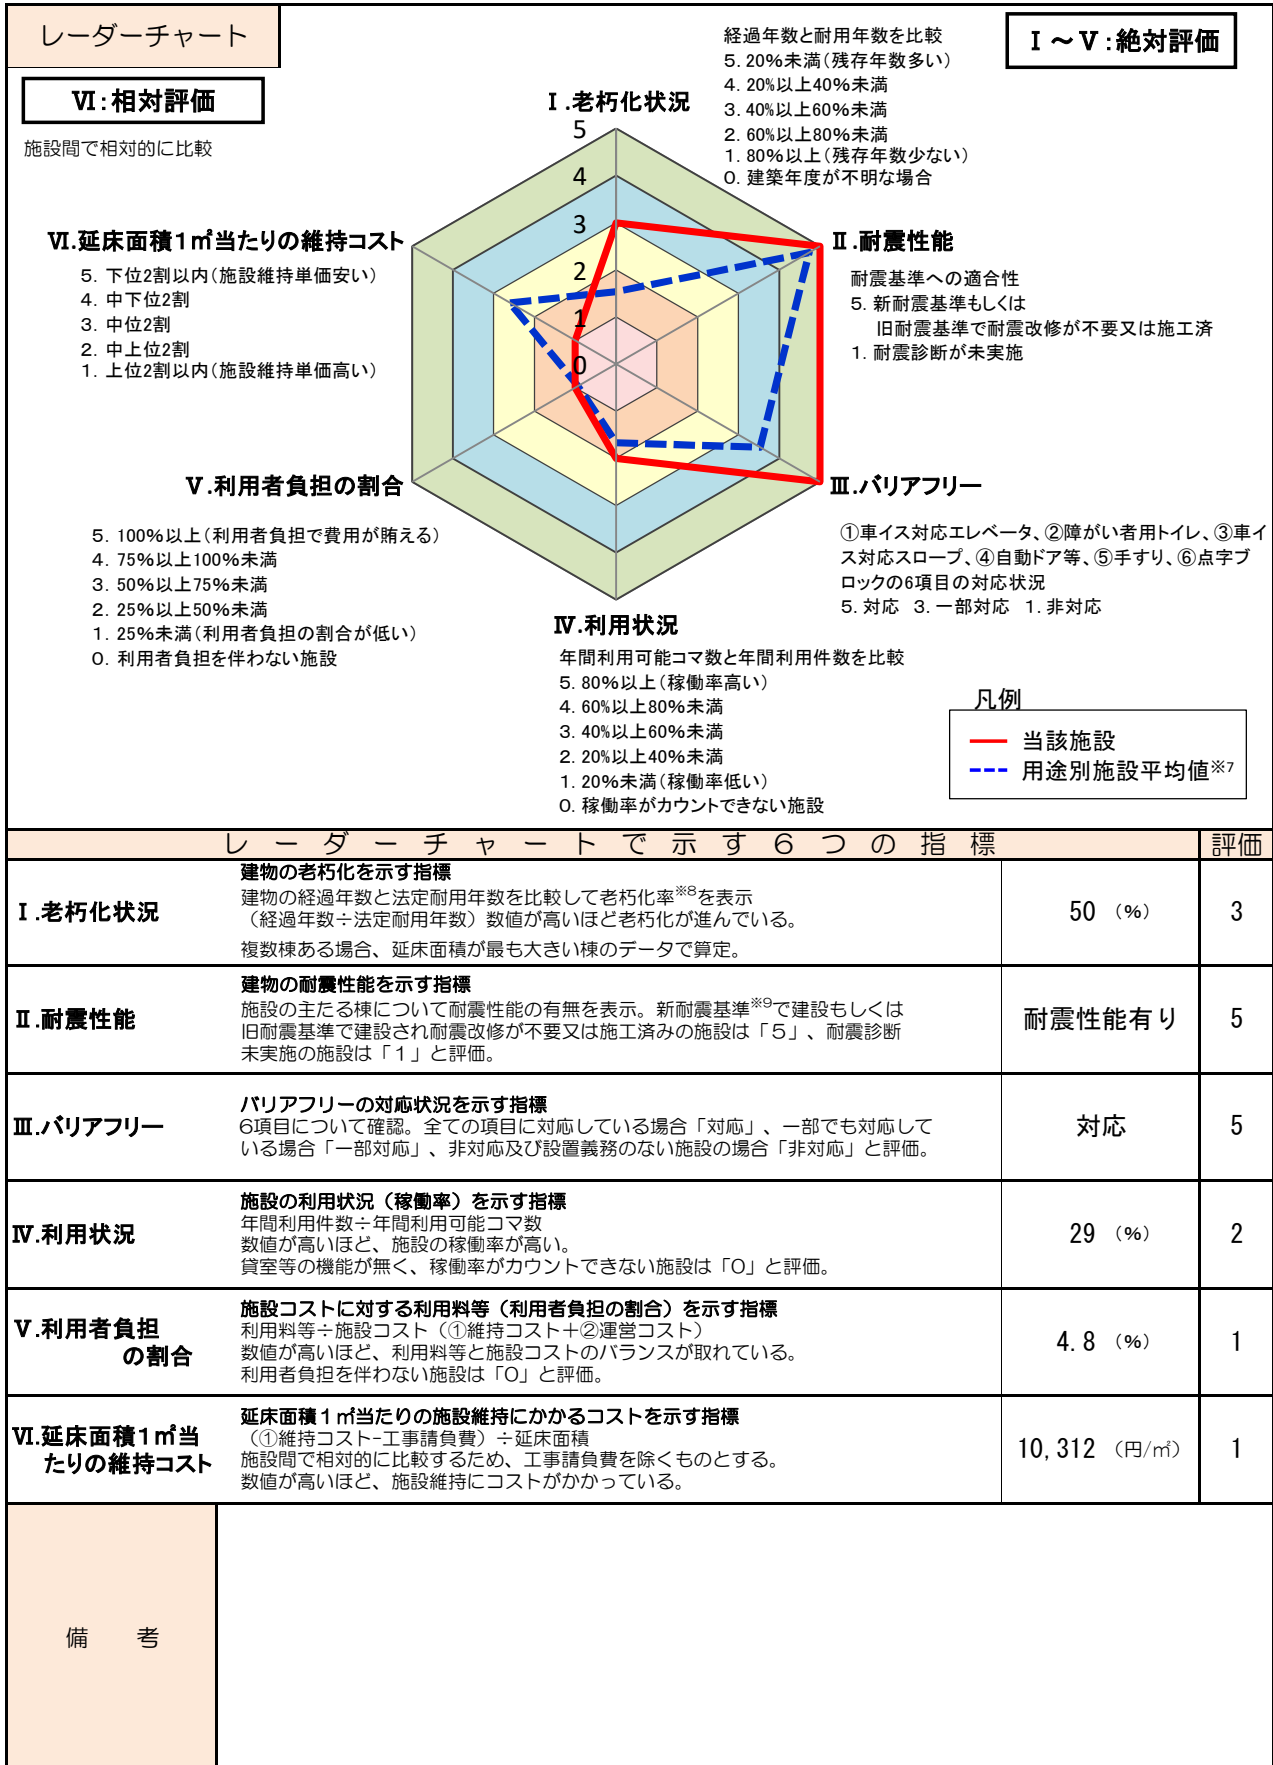 レーダーチャート
Ⅵ：相対評価
施設間で相対的に比較
Ⅰ～Ⅴ：絶対評価
Ⅰ.老朽化状況
経過年数と耐用年数を比較
5. 20%未満（残存年数多い）
4. 20%以上40%未満
3. 40%以上60%未満
2. 60%以上80%未満
1. 80%以上（残存年数少ない）
0. 建築年度が不明な場合
5
4
3
2
1
0
Ⅱ.耐震性能
耐震基準への適合性
5. 新耐震基準もしくは
旧耐震基準で耐震改修が不要又は施工済
1. 耐震診断が未実施
Ⅲ.バリアフリー
①車イス対応エレベータ、②障がい者用トイレ、③車イ
ス対応スロープ、④自動ドア等、⑤手すり、⑥点字ブ
ロックの6項目の対応状況
5. 対応 3. 一部対応 1. 非対応
Ⅳ.利用状況
年間利用可能コマ数と年間利用件数を比較
5. 80%以上（稼働率高い）
4. 60%以上80%未満
3. 40%以上60%未満
2. 20%以上40%未満
1. 20%未満（稼働率低い）
0. 稼働率がカウントできない施設
Ⅴ.利用者負担の割合
5. 100%以上（利用者負担で費用が賄える）
4. 75%以上100%未満
3. 50%以上75%未満
2. 25%以上50%未満
1. 25%未満（利用者負担の割合が低い）
0. 利用者負担を伴わない施設
Ⅵ.延床面積1㎡当たりの維持コスト
5. 下位2割以内（施設維持単価安い）
4. 中下位2割
3. 中位2割
2. 中上位2割
1. 上位2割以内（施設維持単価高い）
凡例
当該施設
用途別施設平均値※7
レーダーチャートで示す6つの指標 評価
Ⅰ.老朽化状況
建物の老朽化を示す指標
建物の経過年数と法定耐用年数を比較して老朽化率※8を表示
（経過年数÷法定耐用年数）数値が高いほど老朽化が進んでいる。
複数棟ある場合、延床面積が最も大きい棟のデータで算定。
50 （%） 3
Ⅱ.耐震性能
建物の耐震性能を示す指標
施設の主たる棟について耐震性能の有無を表示。新耐震基準※9で建設もしくは
旧耐震基準で建設され耐震改修が不要又は施工済みの施設は「5」、耐震診断
未実施の施設は「1」と評価。
耐震性能有り 5
Ⅲ.バリアフリー
バリアフリーの対応状況を示す指標
6項目について確認。全ての項目に対応している場合「対応」、一部でも対応して
いる場合「一部対応」、非対応及び設置義務のない施設の場合「非対応」と評価。
対応 5
Ⅳ.利用状況
施設の利用状況（稼働率）を示す指標
年間利用件数÷年間利用可能コマ数
数値が高いほど、施設の稼働率が高い。
貸室等の機能が無く、稼働率がカウントできない施設は「0」と評価。
29 （%） 2
Ⅴ.利用者負担
の割合
施設コストに対する利用料等（利用者負担の割合）を示す指標
利用料等÷施設コスト（①維持コスト＋②運営コスト）
数値が高いほど、利用料等と施設コストのバランスが取れている。
利用者負担を伴わない施設は「0」と評価。
4.8 （%） 1
Ⅵ.延床面積1㎡当
たりの維持コスト
延床面積1㎡当たりの施設維持にかかるコストを示す指標
（①維持コスト-工事請負費）÷延床面積
施設間で相対的に比較するため、工事請負費を除くものとする。
数値が高いほど、施設維持にコストがかかっている。
10,312 （円/㎡） 1
備 考